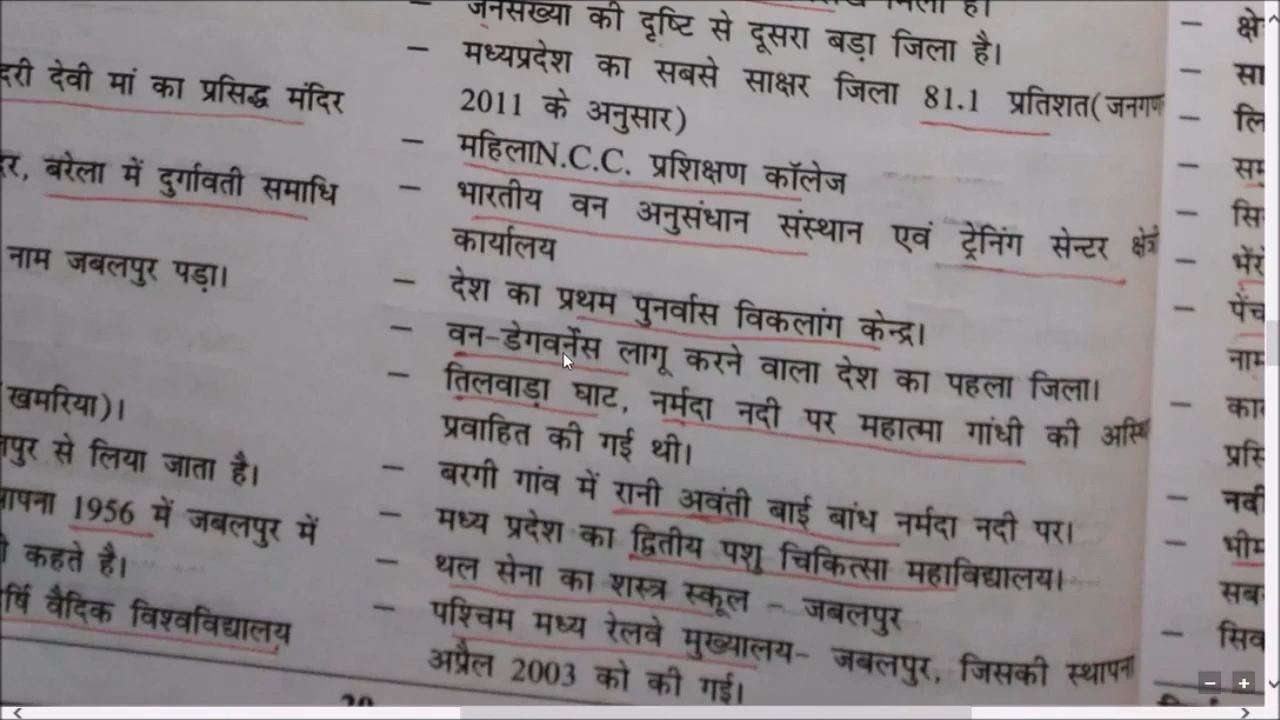 दरी देवी मां का प्रसिद्ध मंदिर
बरेला में दुर्गावती समाधि
नाम जबलपुर पड़ा।
खमरिया)।
से लिया जाता है।
1956 में जबलपुर में
कहते है।
वैदिक विश्वविद्यालय
– जनसंख्या की दृष्टि से दूसरा बड़ा जिला है।
– मध्यप्रदेश का सबसे साक्षर जिला 81.1 प्रतिशत(जनगण
2011 के अनुसार)
– महिलाN.C.C. प्रशिक्षण कॉलेज
– भारतीय वन अनुसंधान संस्थान एवं ट्रेनिंग सेन्टर
कार्यालय
– देश का प्रथम पुनर्वास विकलांग केन्द्र।
– वन-डेगवर्नेंस लागू करने वाला देश का पहला जिला।
– तिलवाड़ा घाट, नर्मदा नदी पर महात्मा गांधी की
प्रवाहित की गई थी।
– बरगी गांव में रानी अवंती बाई बांध नर्मदा नदी पर।
– मध्य प्रदेश का द्वितीय पशु चिकित्सा महाविद्यालय।
– थल सेना का शस्त्र स्कूल – जबलपुर
– पश्चिम मध्य रेलवे मुख्यालय– जबलपुर, जिसकी स्थापना
अप्रैल 2003 को की गई।